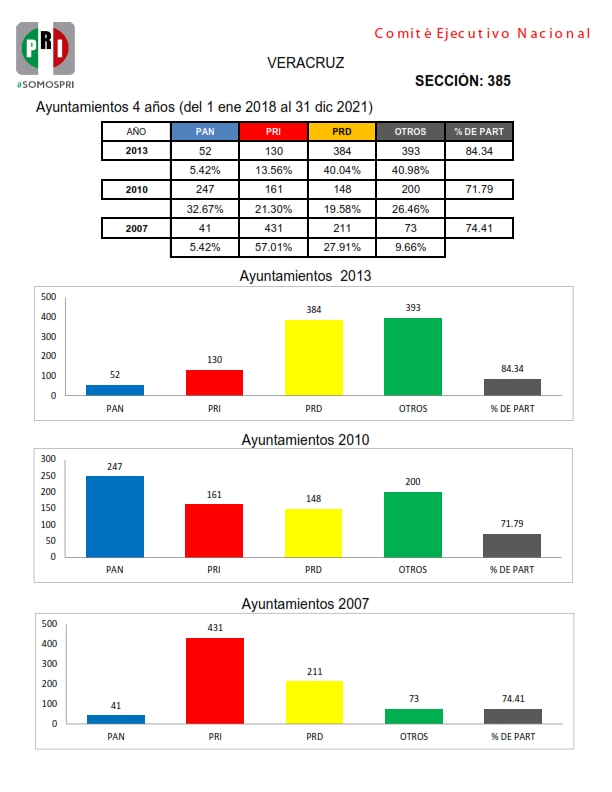 Comité Ejecutivo Nacional
PRI
#SOMOSPRI
VERACRUZ
SECCIÓN: 385
Ayuntamientos 4 años (del 1 ene 2018 al 31 dic 2021)
AÑO PAN PRI PRD OTROS % DE PART
2013 52 130 384 393 84.34
5.42% 13.56% 40.04% 40.98%
2010 247 161 148 200 71.79
32.67% 21.30% 19.58% 26.46%
2007 41 431 211 73 74.41
5.42% 57.01% 27.91% 9.66%
Ayuntamientos 2013
500
400
300
200
100
0
52 130 384 393 84.34
PAN PRI PRD OTROS % DE PART
Ayuntamientos 2010
300
250
200
150
100
50
0
247 161 148 200 71.79
PAN PRI PRD OTROS % DE PART
Ayuntamientos 2007
500
400
300
200
100
0
41 431 211 73 74.41
PAN PRI PRD OTROS % DE PART